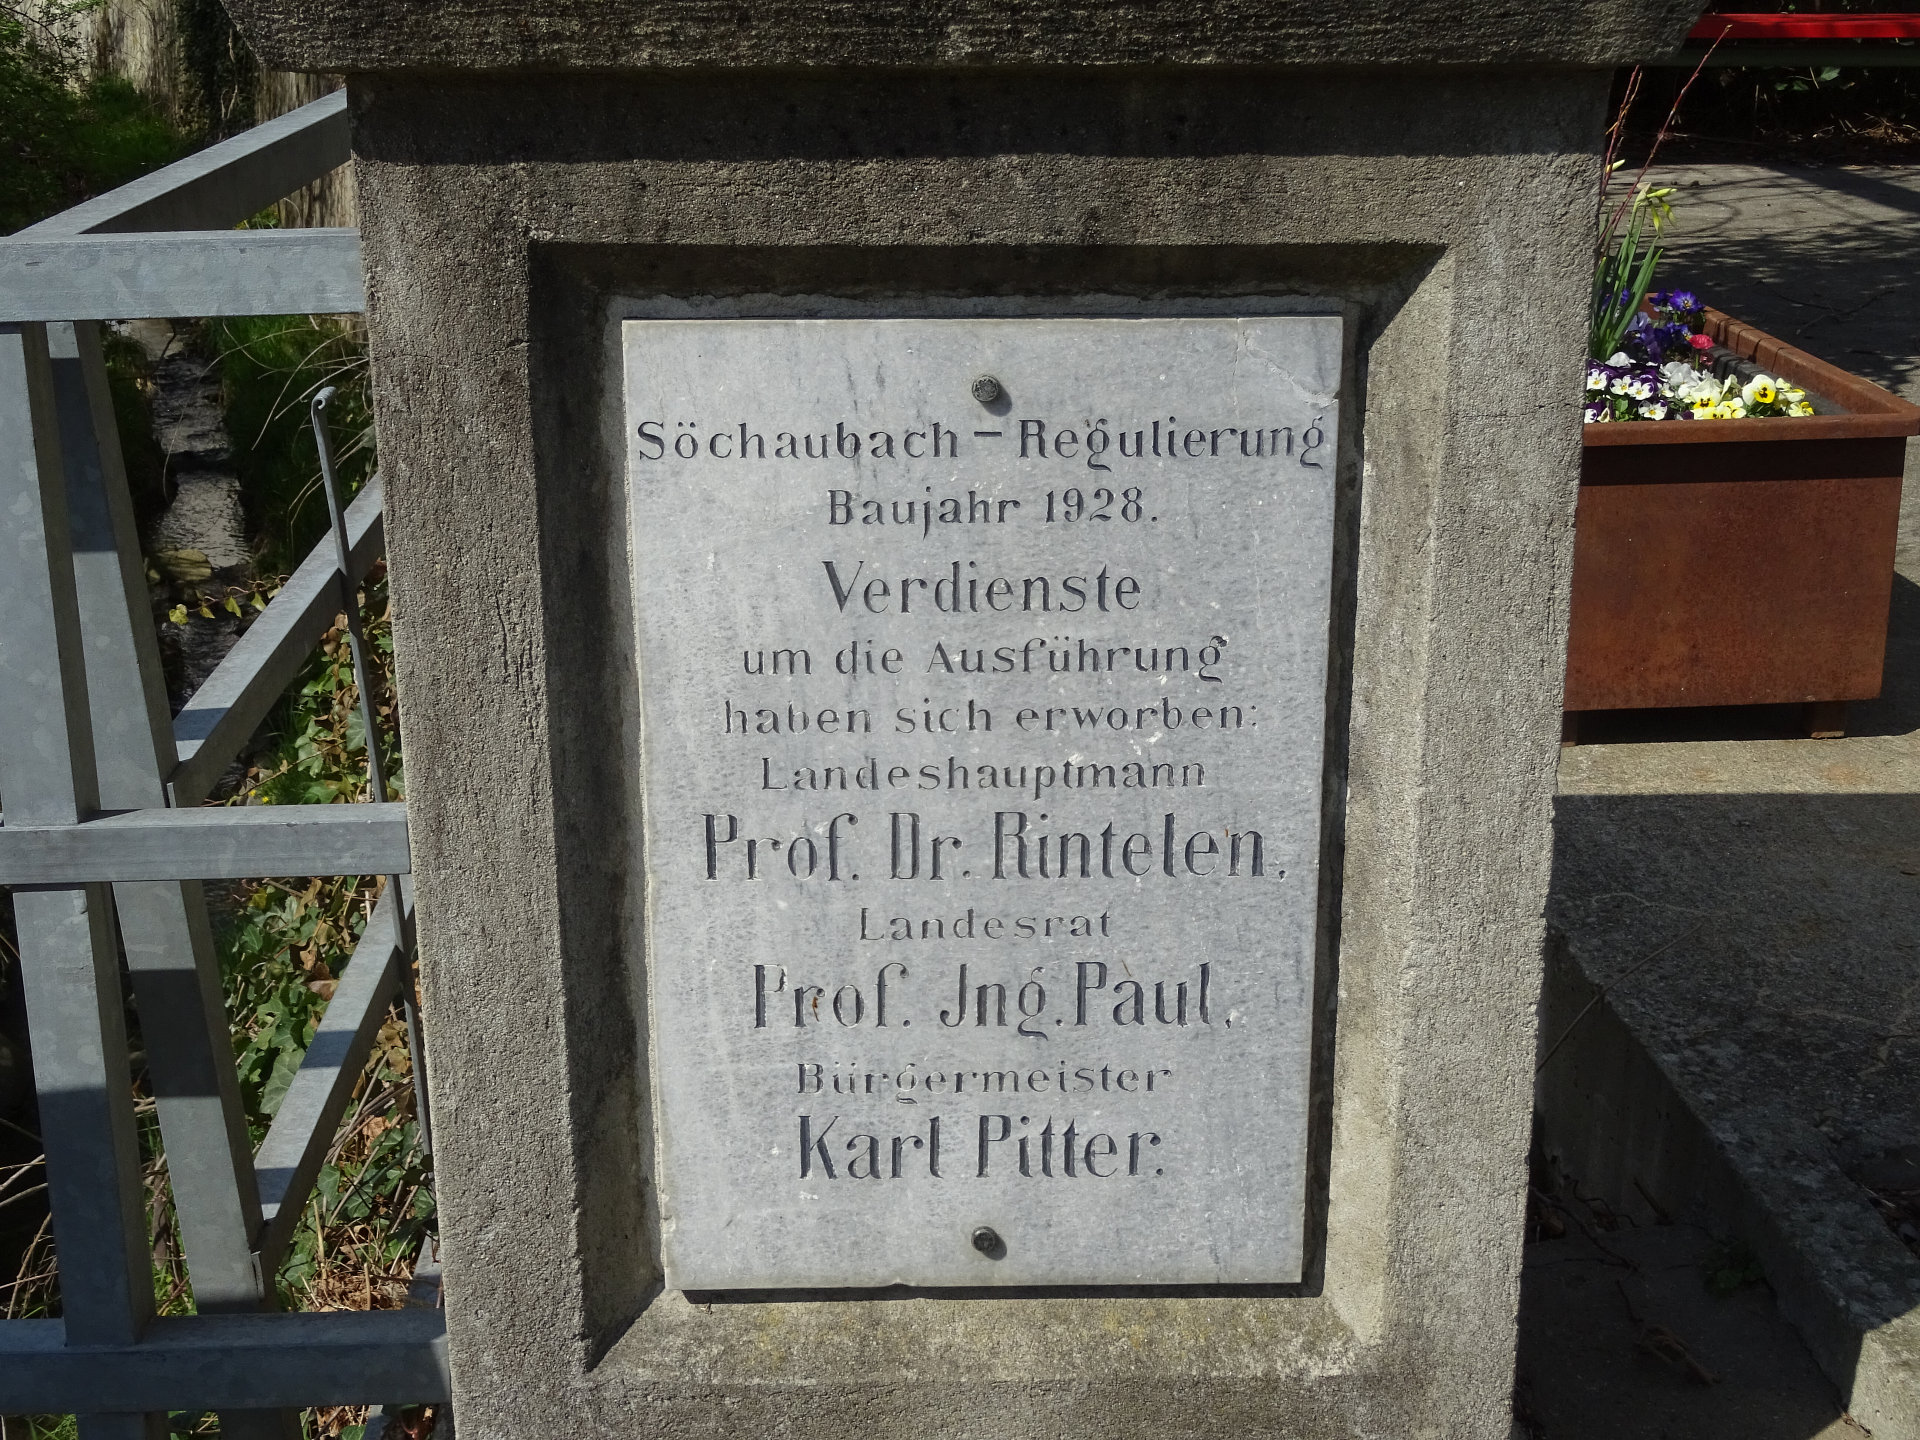 Söchaubach – Regulierung
Baujahr 1928.
Verdienste
um die Ausführung
haben sich erworben:
Landeshauptmann
Prof. Dr. Rintelen,
Landesrat
Prof. Jng. Paul,
Bürgermeister
Karl Pitter.